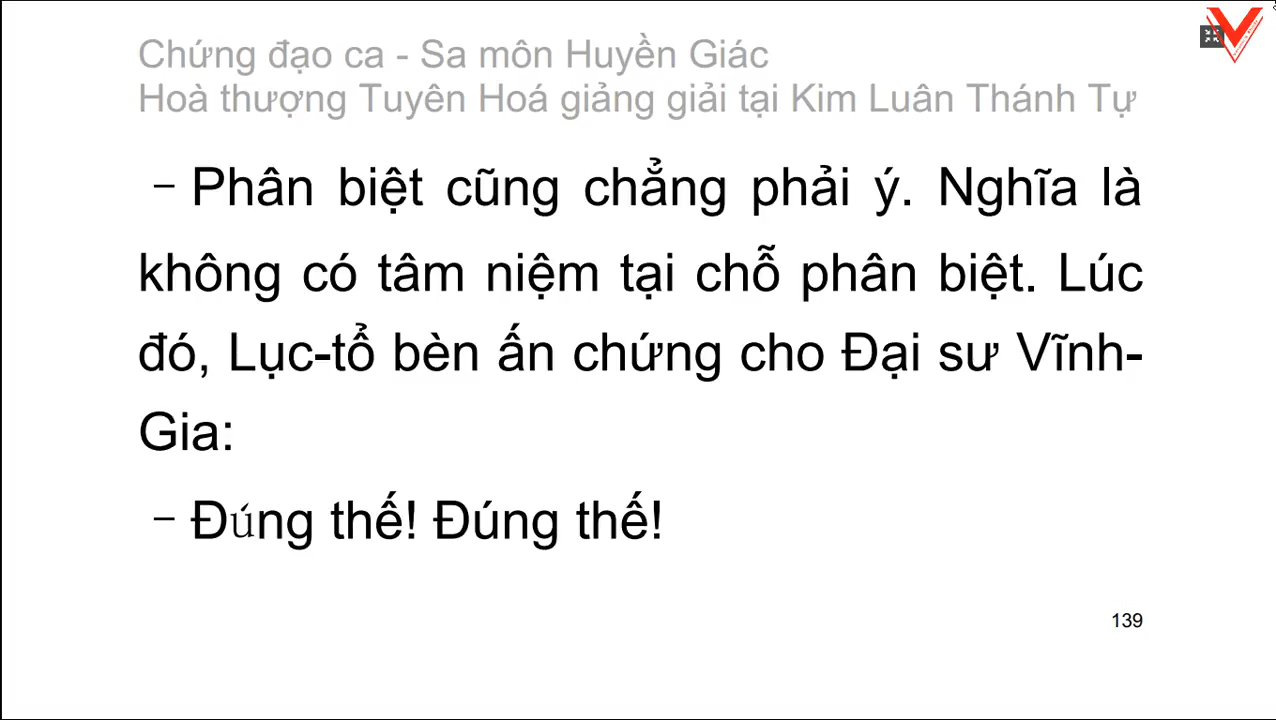 Chứng đạo ca - Sa môn Huyền Giác
Hoà thượng Tuyên Hoá giảng giải tại Kim Luân Thánh Tự
– Phân biệt cũng chẳng phải ý. Nghĩa là
không có tâm niệm tại chỗ phân biệt. Lúc
đó, Lục-tổ bèn ấn chứng cho Đại sư Vĩnh-
Gia:
– Đúng thế! Đúng thế!
139